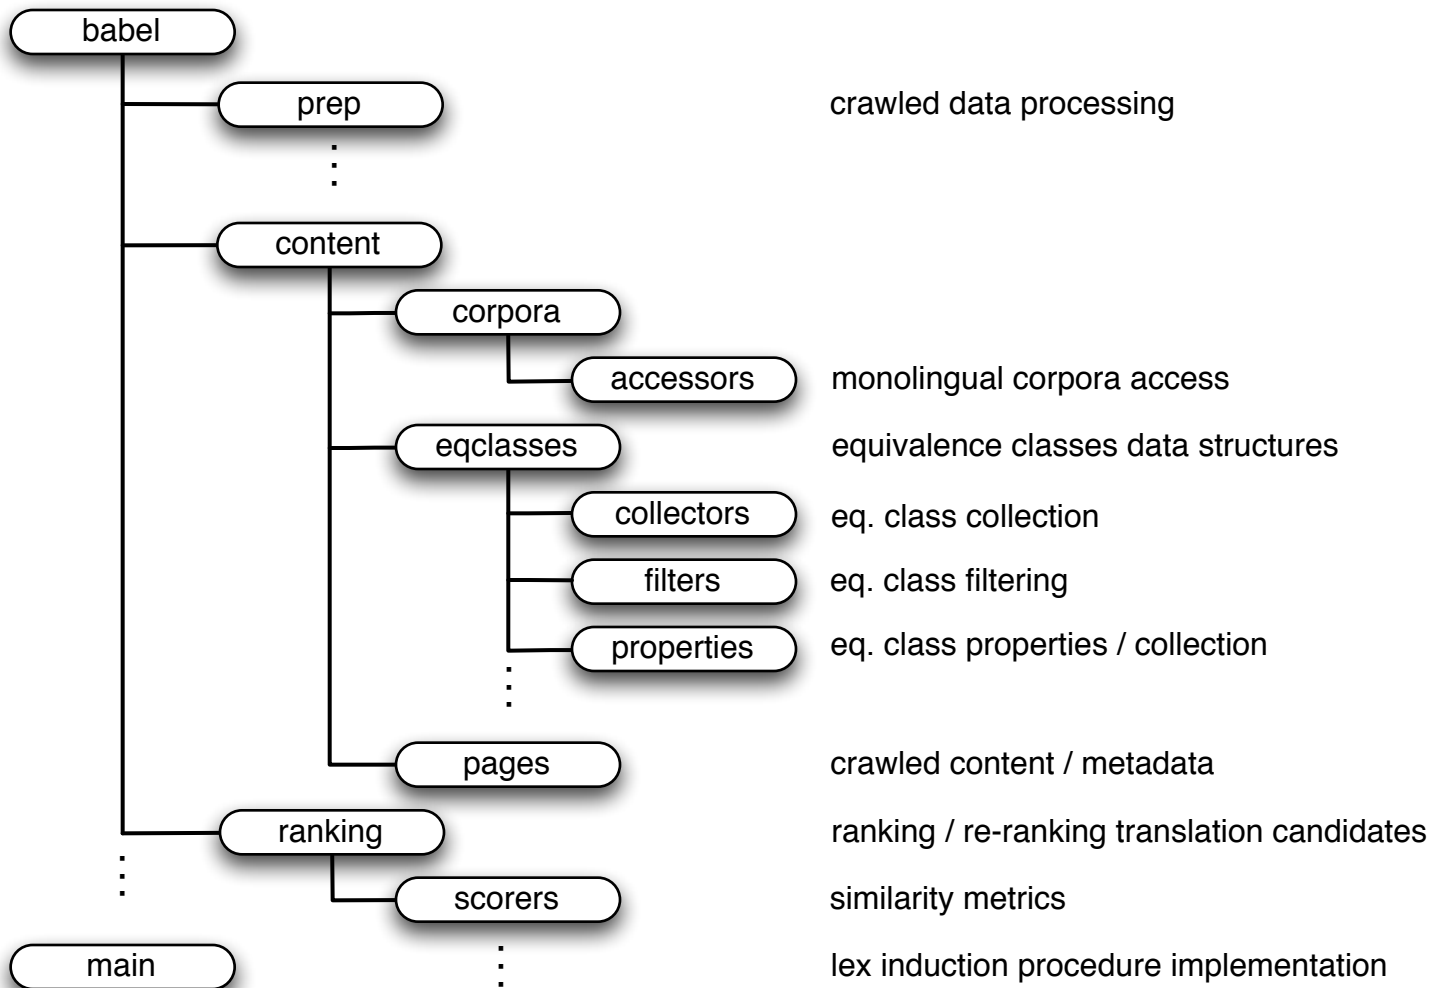 babel
prep crawled data processing
content
corpora
accessors monolingual corpora access
eqclasses equivalence classes data structures
collectors eq. class collection
filters eq. class filtering
properties eq. class properties / collection
pages crawled content / metadata
ranking ranking / re-ranking translation candidates
scorers similarity metrics
main lex induction procedure implementation